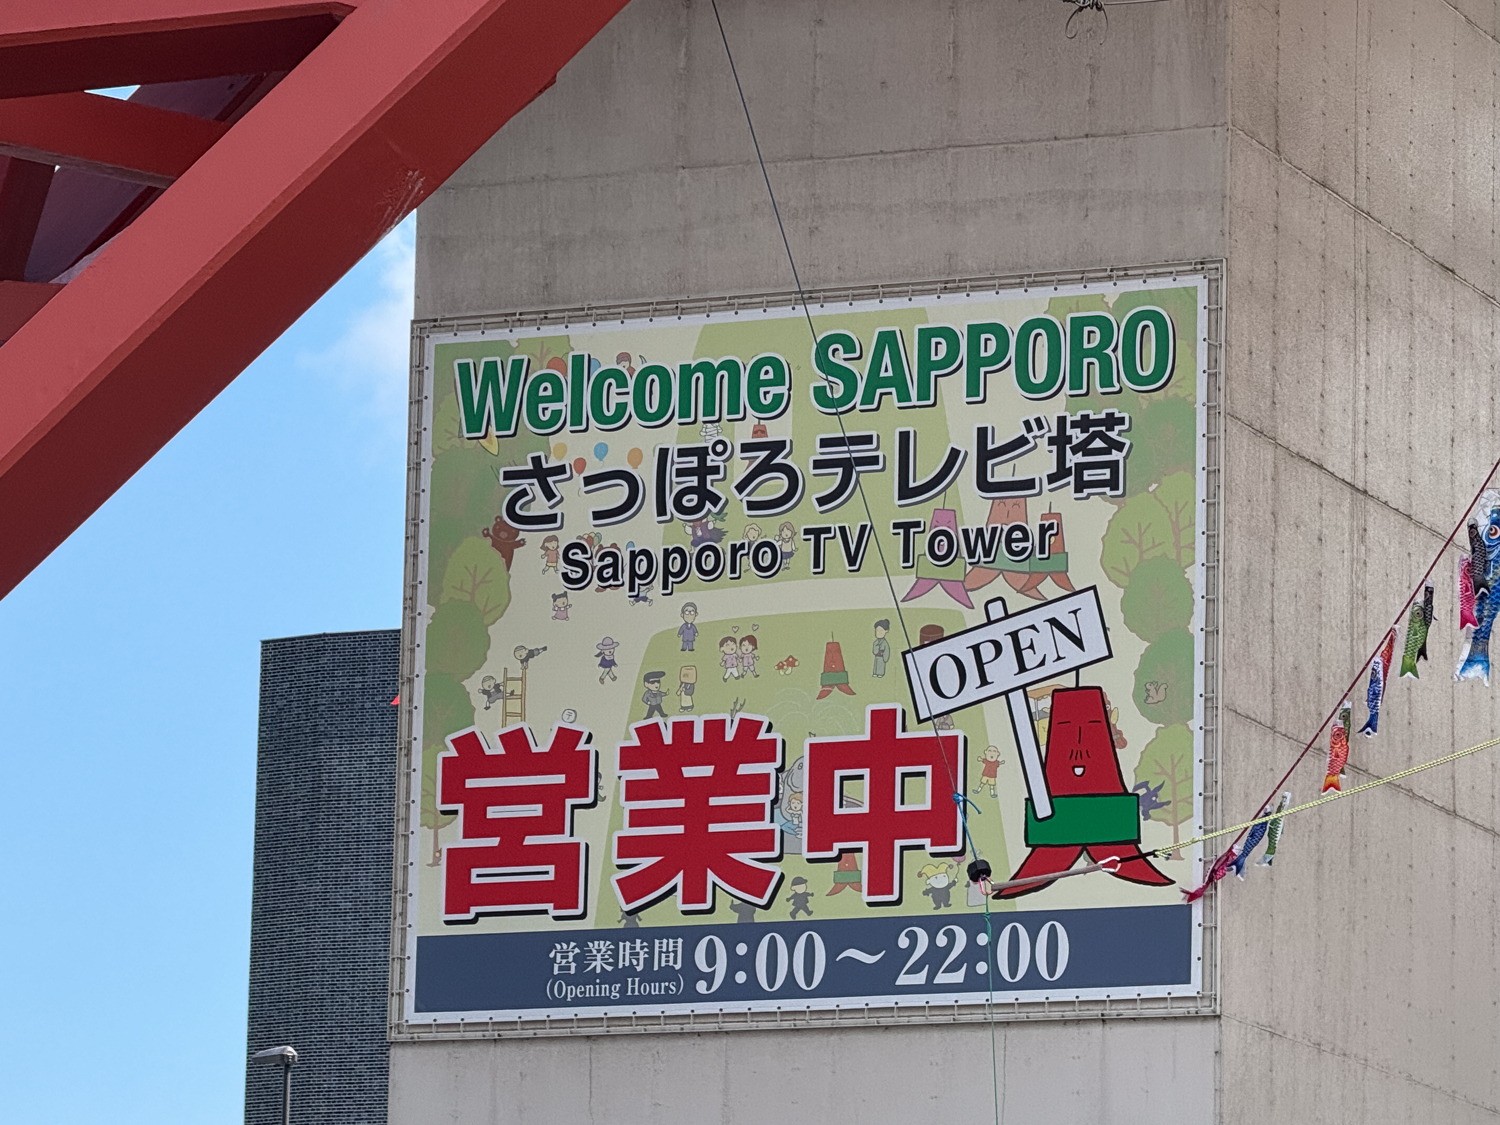 Welcome SAPPORO
さっぽろテレビ塔
Sapporo TV Tower
OPEN
営業中
営業時間 9:00～22:00
(Opening Hours)